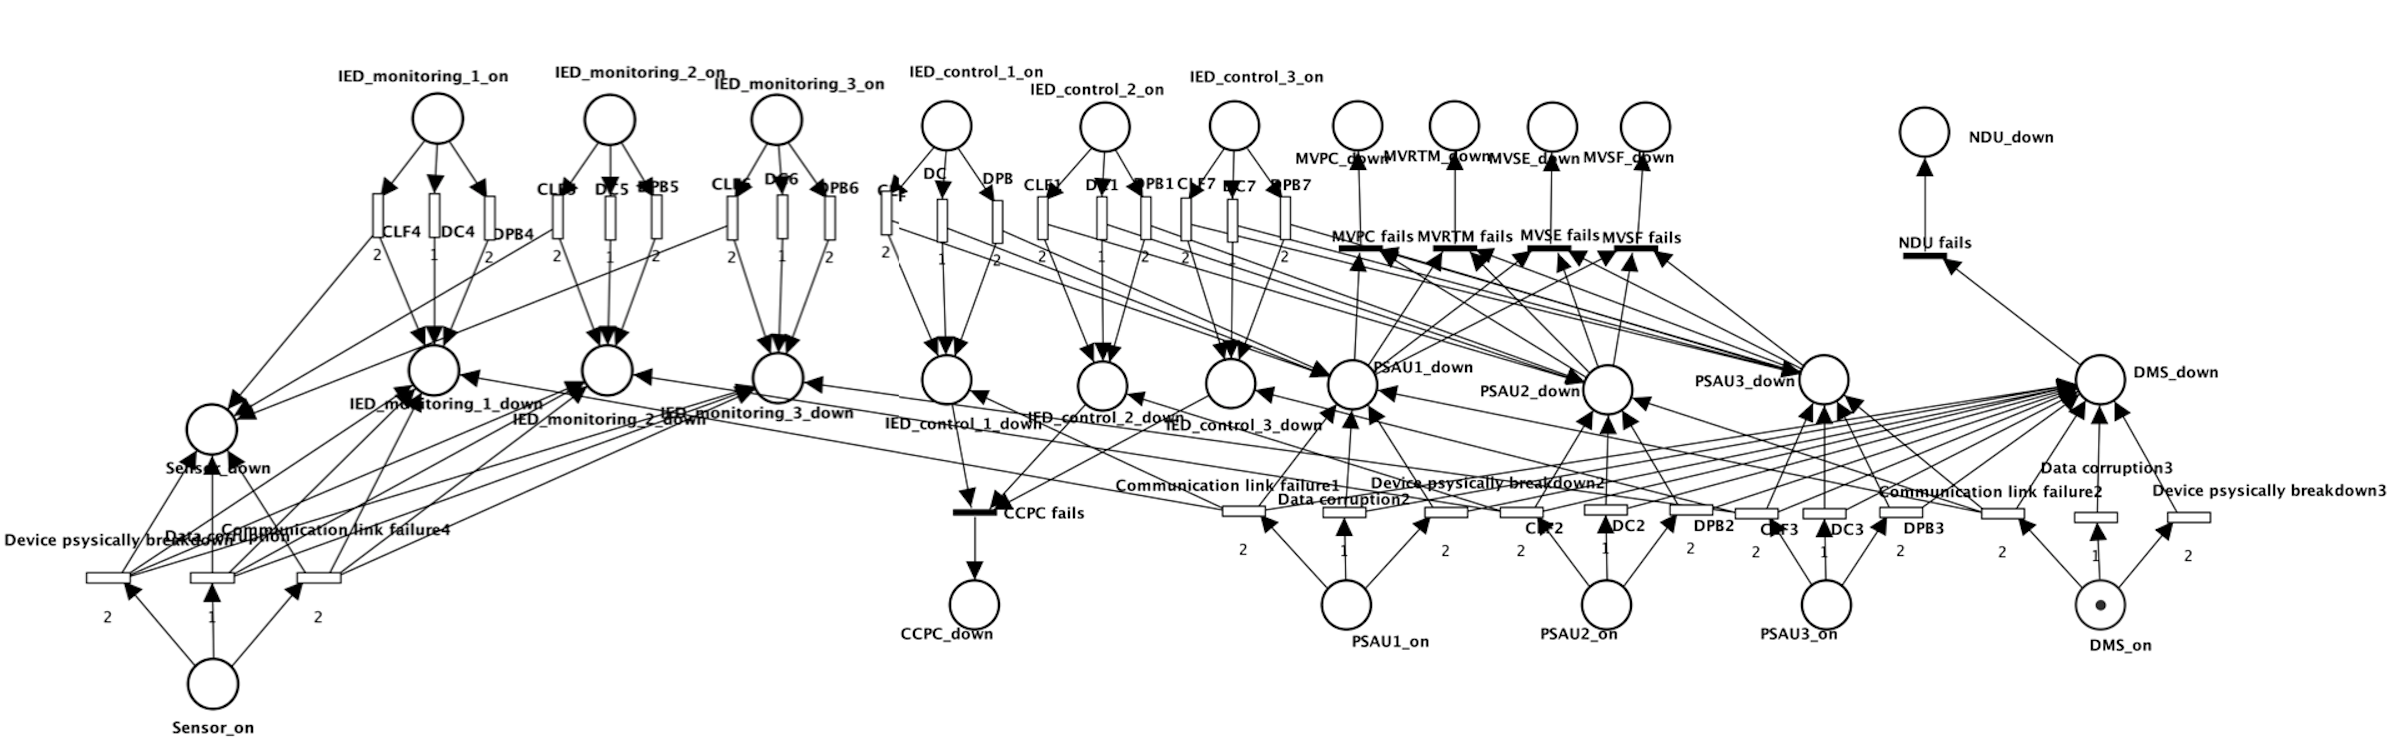 IED_monitoring_1_on
IED_monitoring_2_on
IED_monitoring_3_on
IED_control_1_on
IED_control_2_on
IED_control_3_on
MVPC_down
MVRTM_down
MVSE_down
MVSF_down
NDU_down
CLF4
DC4
DPB4
2
1
2
DC5
DPB5
2
1
2
DPB6
2
1
2
DC
DPB
2
1
2
CLF1
DC1
DPB1
2
1
2
CLF7
DC7
DPB7
2
1
2
MVPC fails
MVRTM fails
MVSE fails
MVSF fails
NDU fails
Sensor_down
IED_monitoring_1_down
IED_monitoring_2_down
IED_monitoring_3_down
IED_control_1_down
IED_control_2_down
IED_control_3_down
PSAU1_down
PSAU2_down
PSAU3_down
DMS_down
Device psysically breakdown
Data corruption
Communication link failure4
2
1
2
CCPC fails
Communication link failure1
Data corruption2
Device psysically breakdown2
2
1
2
CLF2
DC2
DPB2
2
1
2
CLF3
DC3
DPB3
2
1
2
Communication link failure2
Data corruption3
Device psysically breakdown3
2
1
2
Sensor_on
CCPC_down
PSAU1_on
PSAU2_on
PSAU3_on
DMS_on